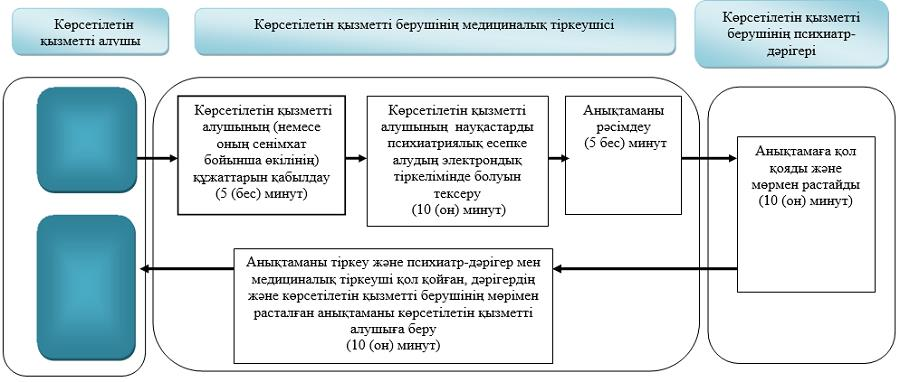 Көрсетілетін
қызметті алушы
Көрсетілетін қызметті берушінің медициналық тіркеушісі
Көрсетілетін қызметті
берушінің психиатр-
дәрігері
Көрсетілетін қызметті
алушының (немесе
оның сенімхат
бойынша өкілінің)
құжаттарын қабылдау
(5 (бес) минут)
Көрсетілетін қызметті
алушының науқастарды
психиатриялық есепке
алудың электрондық
тіркелімінде болуын
тексеру
(10 (он) минут)
Анықтаманы
рәсімдеу
(5 бес) минут
Анықтамаға қол
қояды және
мөрмен растайды
(10 (он) минут)
Анықтаманы тіркеу және психиатр-дәрігер мен
медициналық тіркеуші қол қойған, дәрігердің
және көрсетілетін қызметті берушінің мөрімен
расталған анықтаманы көрсетілетін қызметті
алушыға беру
(10 (он) минут)